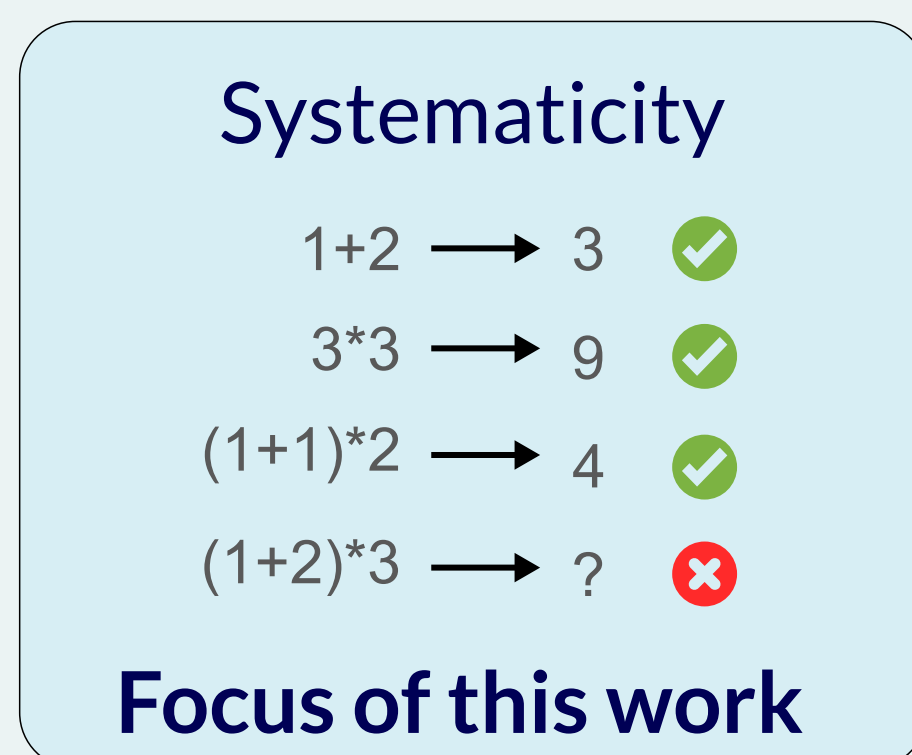 Systematicity
1+2 → 3
3*3 → 9
(1+1)*2 → 4
(1+2)*3 → ?
Focus of this work